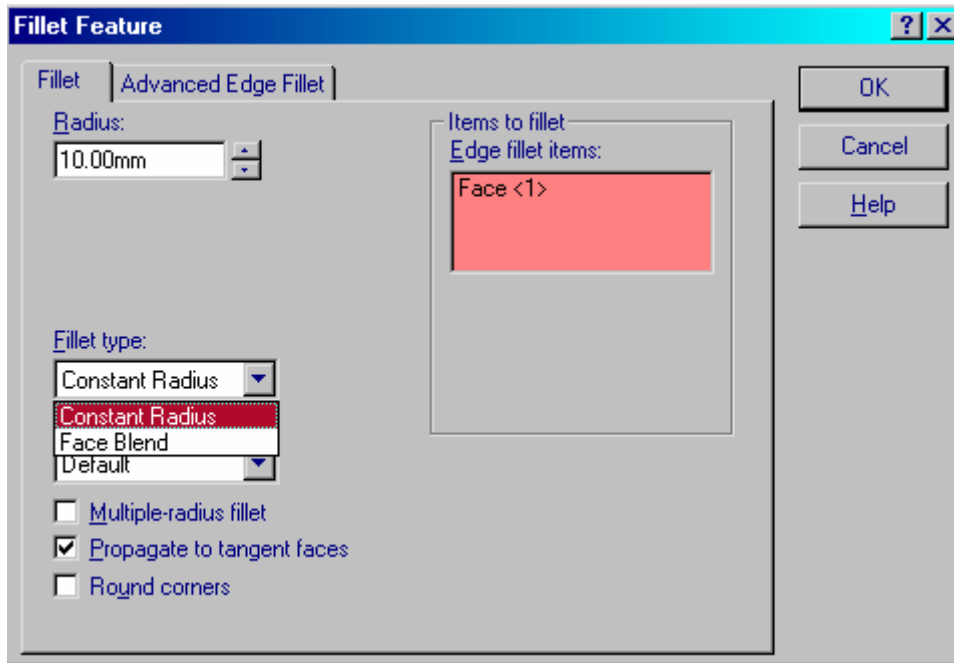 Fillet Feature
Fillet
Advanced Edge Fillet
Radius:
10.00mm
Items to fillet
Edge fillet items:
Face <1>
Fillet type:
Constant Radius
Constant Radius
Face Blend
Default
Multiple-radius fillet
Propagate to tangent faces
Round corners
OK
Cancel
Help